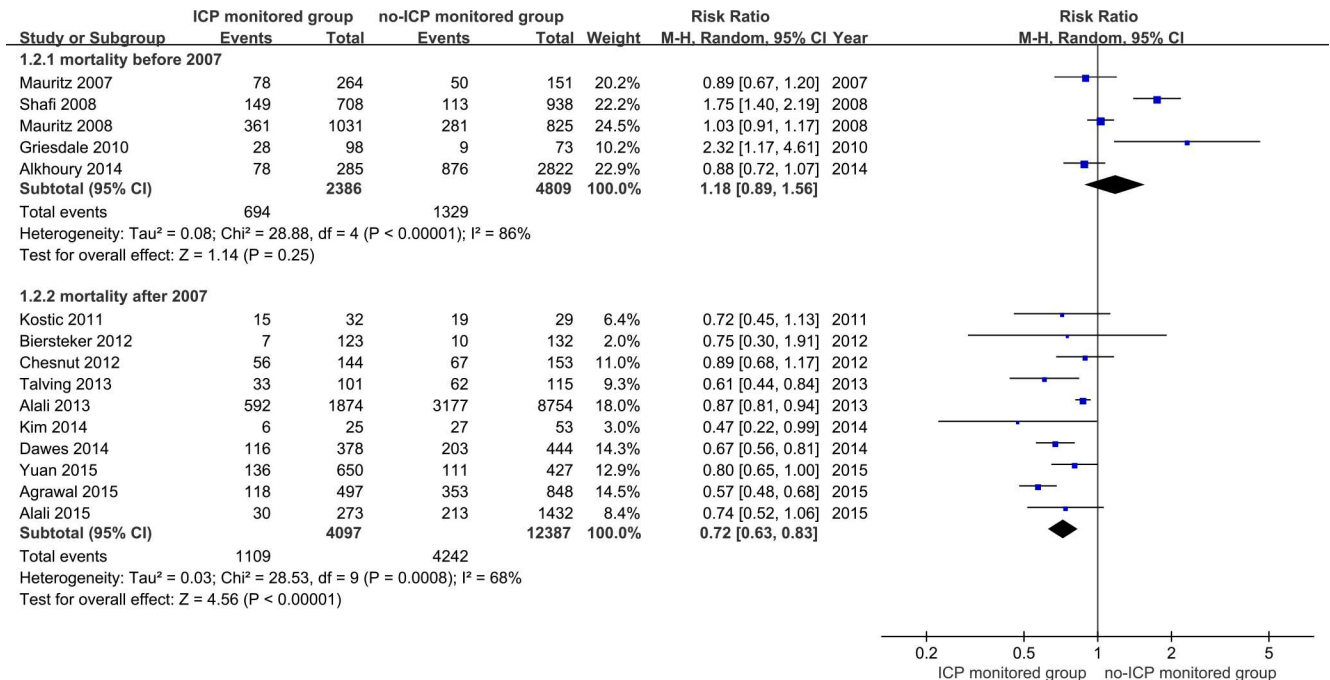 ICP monitored group no-ICP monitored group Risk Ratio Risk Ratio
Study or Subgroup Events Total Events Total Weight M-H, Random, 95% CI Year M-H, Random, 95% CI
1.2.1 mortality before 2007
Mauritz 2007 78 264 50 151 20.2% 0.89 [0.67, 1.20] 2007
Shafi 2008 149 708 113 938 22.2% 1.75 [1.40, 2.19] 2008
Mauritz 2008 361 1031 281 825 24.5% 1.03 [0.91, 1.17] 2008
Griesdale 2010 28 98 9 73 10.2% 2.32 [1.17, 4.61] 2010
Alkhoury 2014 78 285 876 2822 22.9% 0.88 [0.72, 1.07] 2014
Subtotal (95% CI) 2386 4809 100.0% 1.18 [0.89, 1.56]
Total events 694 1329
Heterogeneity: Tau² = 0.08; Chi² = 28.88, df = 4 (P < 0.00001); I² = 86%
Test for overall effect: Z = 1.14 (P = 0.25)
1.2.2 mortality after 2007
Kostic 2011 15 32 19 29 6.4% 0.72 [0.45, 1.13] 2011
Biersteker 2012 7 123 10 132 2.0% 0.75 [0.30, 1.91] 2012
Chesnut 2012 56 144 67 153 11.0% 0.89 [0.68, 1.17] 2012
Talving 2013 33 101 62 115 9.3% 0.61 [0.44, 0.84] 2013
Alali 2013 592 1874 3177 8754 18.0% 0.87 [0.81, 0.94] 2013
Kim 2014 6 25 27 53 3.0% 0.47 [0.22, 0.99] 2014
Dawes 2014 116 378 203 444 14.3% 0.67 [0.56, 0.81] 2014
Yuan 2015 136 650 111 427 12.9% 0.80 [0.65, 1.00] 2015
Agrawal 2015 118 497 353 848 14.5% 0.57 [0.48, 0.68] 2015
Alali 2015 30 273 213 1432 8.4% 0.74 [0.52, 1.06] 2015
Subtotal (95% CI) 4097 12387 100.0% 0.72 [0.63, 0.83]
Total events 1109 4242
Heterogeneity: Tau² = 0.03; Chi² = 28.53, df = 9 (P = 0.0008); I² = 68%
Test for overall effect: Z = 4.56 (P < 0.00001)
0.2 0.5 1 2 5
ICP monitored group no-ICP monitored group